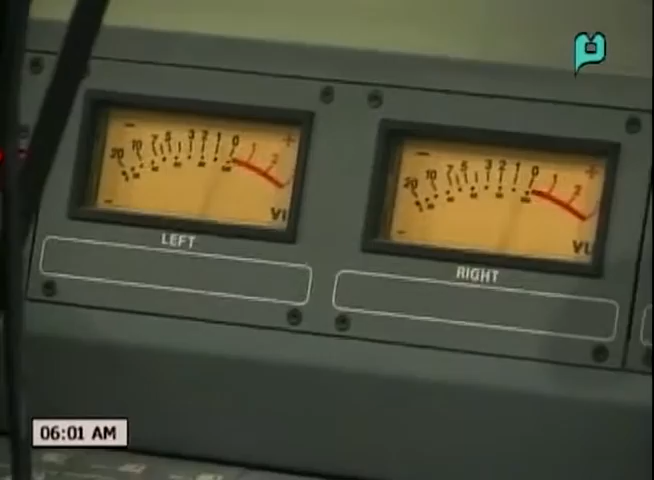 - +
20 10 7 5 3 2 1 0 1 2
- VU
LEFT
- +
20 10 7 5 3 2 1 0 1 2
- VU
RIGHT
06:01 AM